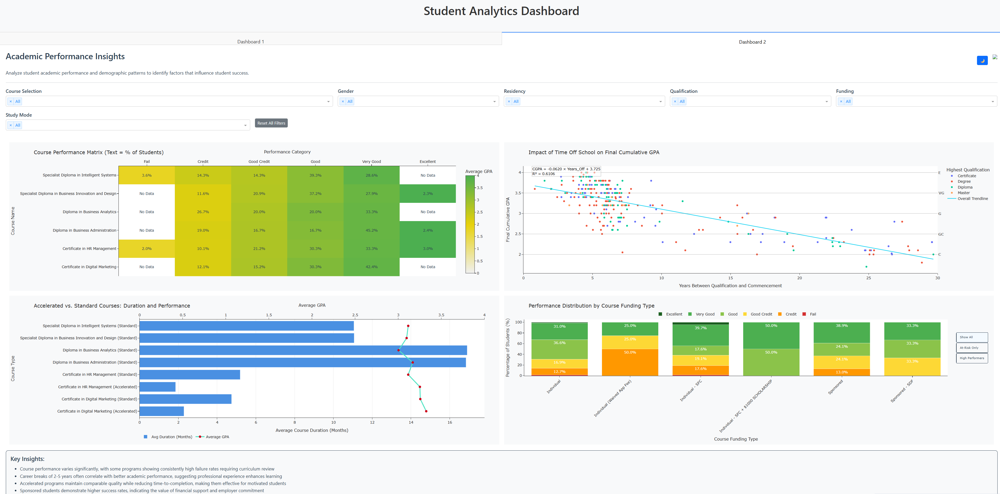 Student Analytics Dashboard
Dashboard 1
Dashboard 2
Academic Performance Insights
Analyze student academic performance and demographic patterns to identify factors that influence student success.
Course Selection
Gender
Residency
Qualification
Funding
× All
× All
× All
× All
× All
Study Mode
× All
Reset All Filters
Course Performance Matrix (Text = % of Students)
Performance Category
Fail Credit Good Credit Good Very Good Excellent
Course Name
Specialist Diploma in Intelligent Systems 3.6% 14.3% 14.3% 39.3% 28.6% No Data
Specialist Diploma in Business Innovation and Design No Data 11.6% 20.9% 37.2% 27.9% 2.3%
Diploma in Business Analytics No Data 26.7% 20.0% 20.0% 33.3% No Data
Diploma in Business Administration No Data 19.0% 16.7% 16.7% 45.2% 2.4%
Certificate in HR Management 2.0% 10.1% 21.2% 30.3% 33.3% 3.0%
Certificate in Digital Marketing No Data 12.1% 15.2% 30.3% 42.4% No Data
Average GPA
4
3.5
3
2.5
2
1.5
1
0.5
0
Impact of Time Off School on Final Cumulative GPA
CGPA = -0.0620 × Years_Off + 3.725
R² = 0.6106
Final Cumulative GPA
4
3.5
3
2.5
2
E
VG
G
GC
C
0 5 10 15 20 25 30
Years Between Qualification and Commencement
Highest Qualification
Certificate
Degree
Diploma
Master
Overall Trendline
Accelerated vs. Standard Courses: Duration and Performance
Average GPA
0 0.5 1 1.5 2 2.5 3 3.5 4
Course Type
Specialist Diploma in Intelligent Systems (Standard)
Specialist Diploma in Business Innovation and Design (Standard)
Diploma in Business Analytics (Standard)
Diploma in Business Administration (Standard)
Certificate in HR Management (Standard)
Certificate in HR Management (Accelerated)
Certificate in Digital Marketing (Standard)
Certificate in Digital Marketing (Accelerated)
0 2 4 6 8 10 12 14 16
Average Course Duration (Months)
Avg Duration (Months) Average GPA
Performance Distribution by Course Funding Type
Excellent Very Good Good Good Credit Credit Fail
Percentage of Students (%)
100
80
60
40
20
0
31.0%
36.6%
16.9%
12.7%
25.0%
25.0%
50.0%
39.7%
17.6%
19.1%
17.6%
50.0%
50.0%
38.9%
24.1%
24.1%
13.0%
33.3%
33.3%
33.3%
Individual
Individual (Waived App Fee)
Individual - SFC
Individual - SFC + $1000 SCHOLARSHIP
Sponsored
Sponsored - SDF
Course Funding Type
Show All
At-Risk Only
High Performers
Key Insights:
• Course performance varies significantly, with some programs showing consistently high failure rates requiring curriculum review
• Career breaks of 2-5 years often correlate with better academic performance, suggesting professional experience enhances learning
• Accelerated programs maintain comparable quality while reducing time-to-completion, making them effective for motivated students
• Sponsored students demonstrate higher success rates, indicating the value of financial support and employer commitment